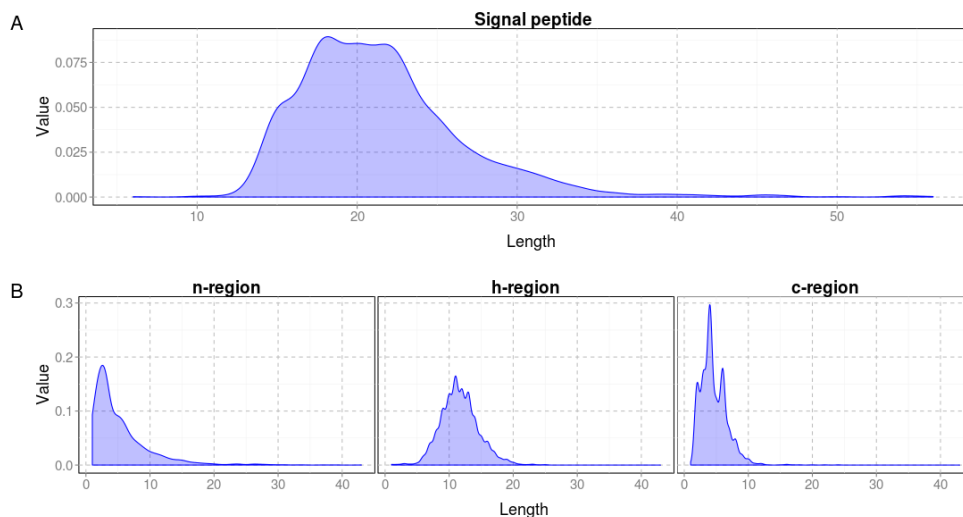 A
Signal peptide
Value
0.075
0.050
0.025
0.000
10 20 30 40 50
Length
B
n-region h-region c-region
Value
0.3
0.2
0.1
0.0
0 10 20 30 40 0 10 20 30 40 0 10 20 30 40
Length